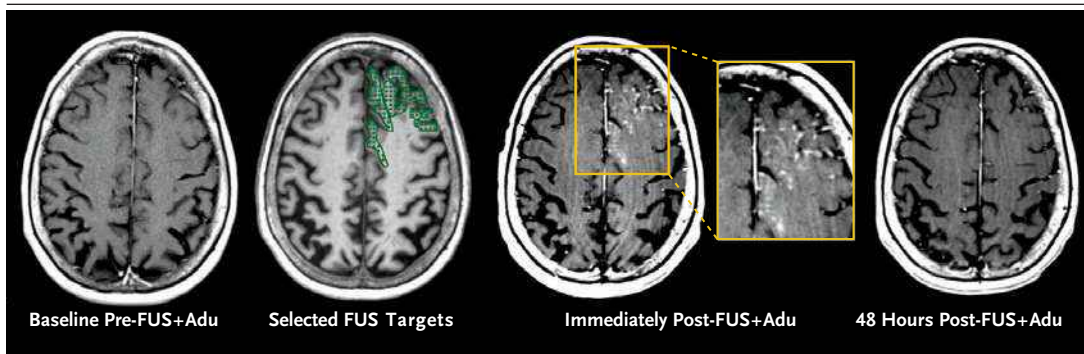 Baseline Pre-FUS+Adu
Selected FUS Targets
Immediately Post-FUS+Adu
48 Hours Post-FUS+Adu